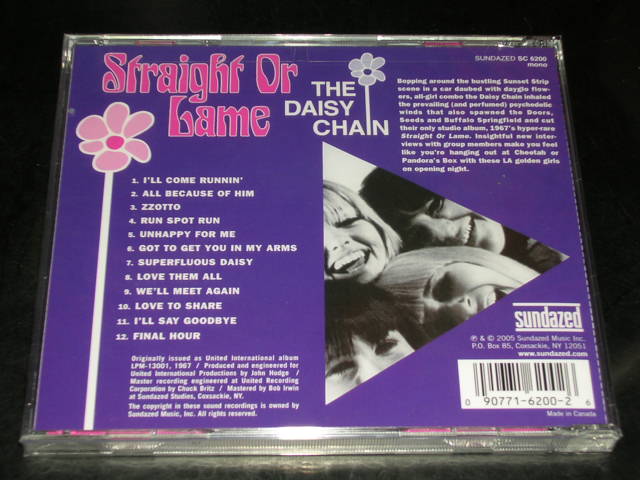 Straight Or
Lame
THE
DAISY
CHAIN
SUNDAZED SC 6200
mono
Bopping around the bustling Sunset Strip
scene in a car daubed with dayglo flow-
ers, all-girl combo the Daisy Chain inhaled
the prevailing (and perfumed) psychedelic
winds that also spawned the Doors,
Seeds and Buffalo Springfield and cut
their only studio album, 1967's hyper-rare
Straight Or Lame. Insightful new inter-
views with group members make you feel
like you're hanging out at Cheetah or
Pandora's Box with these LA golden girls
on opening night.
1. I'LL COME RUNNIN'
2. ALL BECAUSE OF HIM
3. ZZOTTO
4. RUN SPOT RUN
5. UNHAPPY FOR ME
6. GOT TO GET YOU IN MY ARMS
7. SUPERFLUOUS DAISY
8. LOVE THEM ALL
9. WE'LL MEET AGAIN
10. LOVE TO SHARE
11. I'LL SAY GOODBYE
12. FINAL HOUR
Originally issued as United International album
LPM-13001, 1967 / Produced and engineered for
United International Productions by John Hodge /
Master recording engineered at United Recording
Corporation by Chuck Britz / Mastered by Bob Irwin
at Sundazed Studios, Coxsackie, NY.
The copyright in these sound recordings is owned by
Sundazed Music, Inc. All rights reserved.
sundazed
℗ & © 2005 Sundazed Music Inc.
P.O. Box 85, Coxsackie, NY 12051
www.sundazed.com
0 90771-6200-2 6
Made in Canada